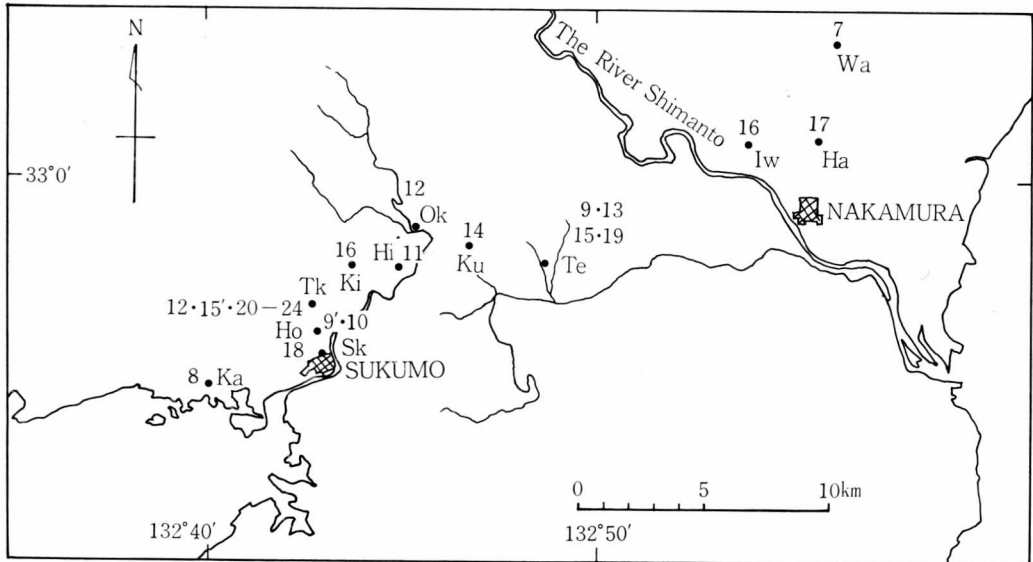 N
The River Shimanto
7
Wa
16
Iw
17
Ha
33°0′
12
Ok
NAKAMURA
9·13
15·19
Te
14
Ku
16
Ki
Hi 11
Tk
12·15′·20—24
Ho 9′·10
18 Sk
SUKUMO
8 Ka
0 5 10km
132°40′
132°50′